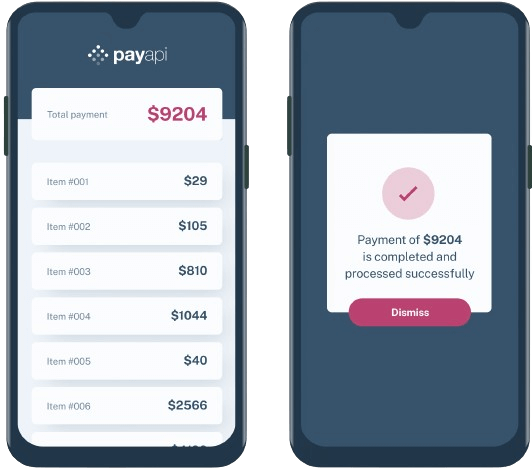 payapi
Total payment
$9204
Item #001
$29
Item #002
$105
Item #003
$810
Item #004
$1044
Item #005
$40
Item #006
$2566
Payment of $9204
is completed and
processed successfully
Dismiss